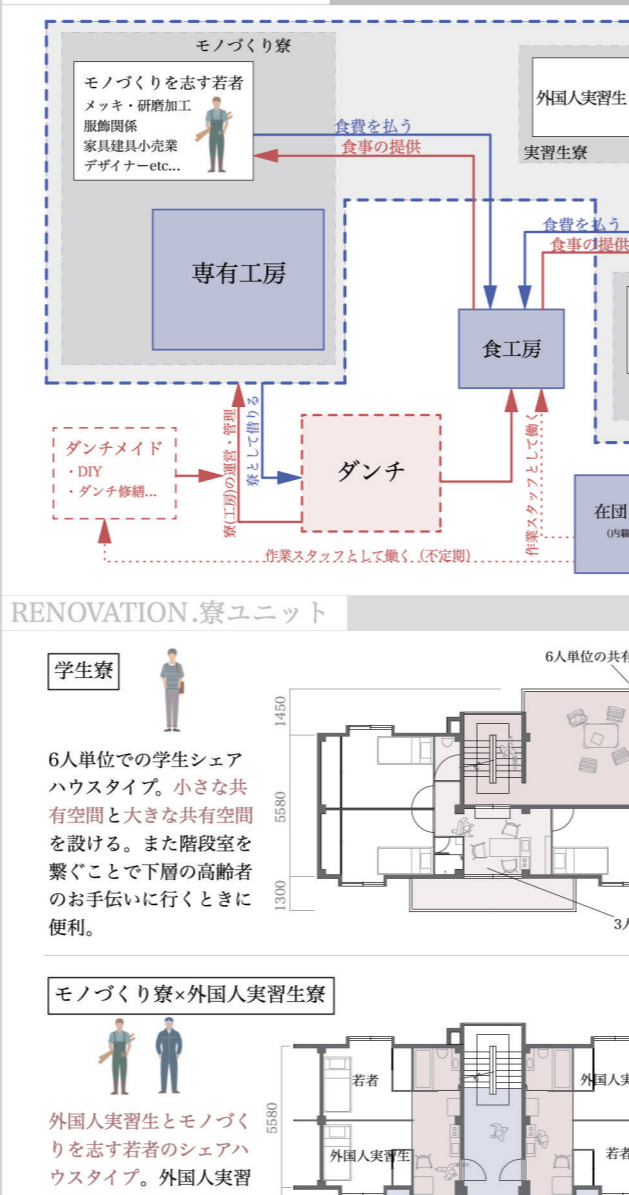 モノづくり寮
モノづくりを志す若者
メッキ・研磨加工
服飾関係
家具建具小売業
デザイナーetc...
外国人実習生
実習生寮
食費を払う
食事の提供
食費を払う
食事の提供
専有工房
食工房
寮(工房)の運営・管理
寮として借りる
ダンチメイド
・DIY
・ダンチ修繕...
ダンチ
作業スタッフとして働く
在団
(内職
作業スタッフとして働く（不定期）
RENOVATION.寮ユニット
学生寮
6人単位の共有
1450
5580
1300
6人単位での学生シェア
ハウスタイプ。小さな共
有空間と大きな共有空間
を設ける。また階段室を
繋ぐことで下層の高齢者
のお手伝いに行くときに
便利。
3人
モノづくり寮×外国人実習生寮
5580
若者
外国人実
外国人実習生
若者
外国人実習生とモノづく
りを志す若者のシェアハ
ウスタイプ。外国人実習